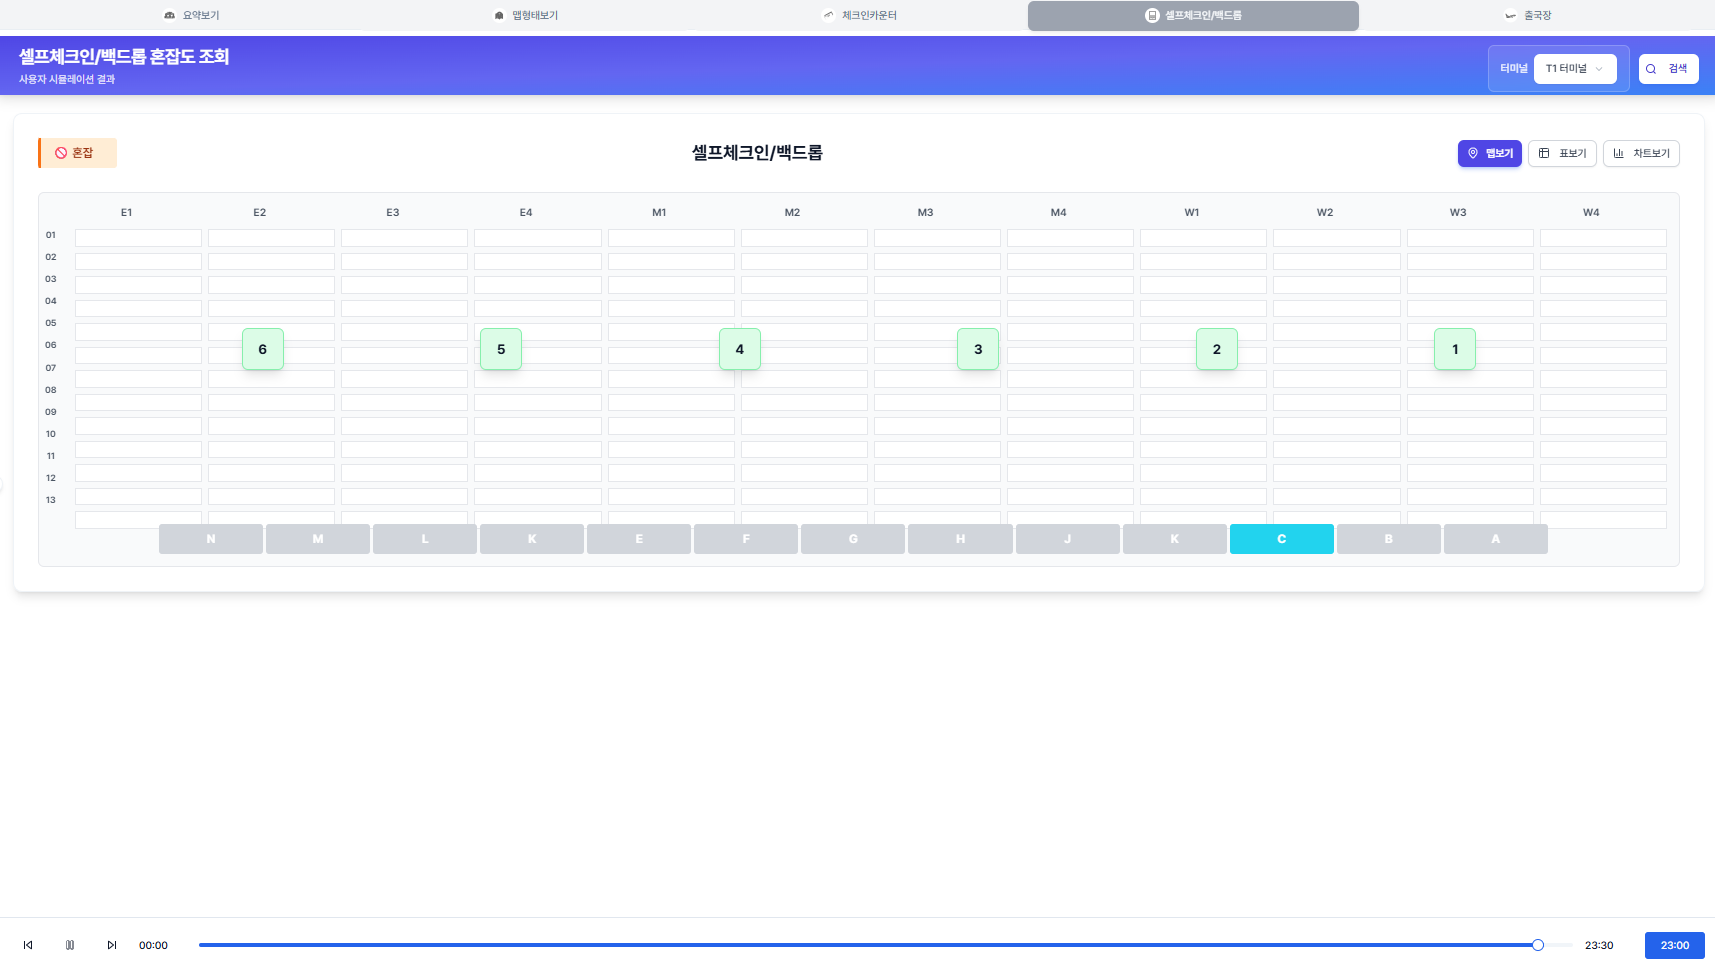 요약보기
맵형태보기
체크인카운터
셀프체크인/백드롭
출국장
셀프체크인/백드롭 혼잡도 조회
사용자 시뮬레이션 결과
터미널
T1 터미널
검색
혼잡
셀프체크인/백드롭
맵보기
표보기
차트보기
E1 E2 E3 E4 M1 M2 M3 M4 W1 W2 W3 W4
01
02
03
04
05
06
07
08
09
10
11
12
13
6 5 4 3 2 1
N M L K E F G H J K C B A
00:00
23:30
23:00